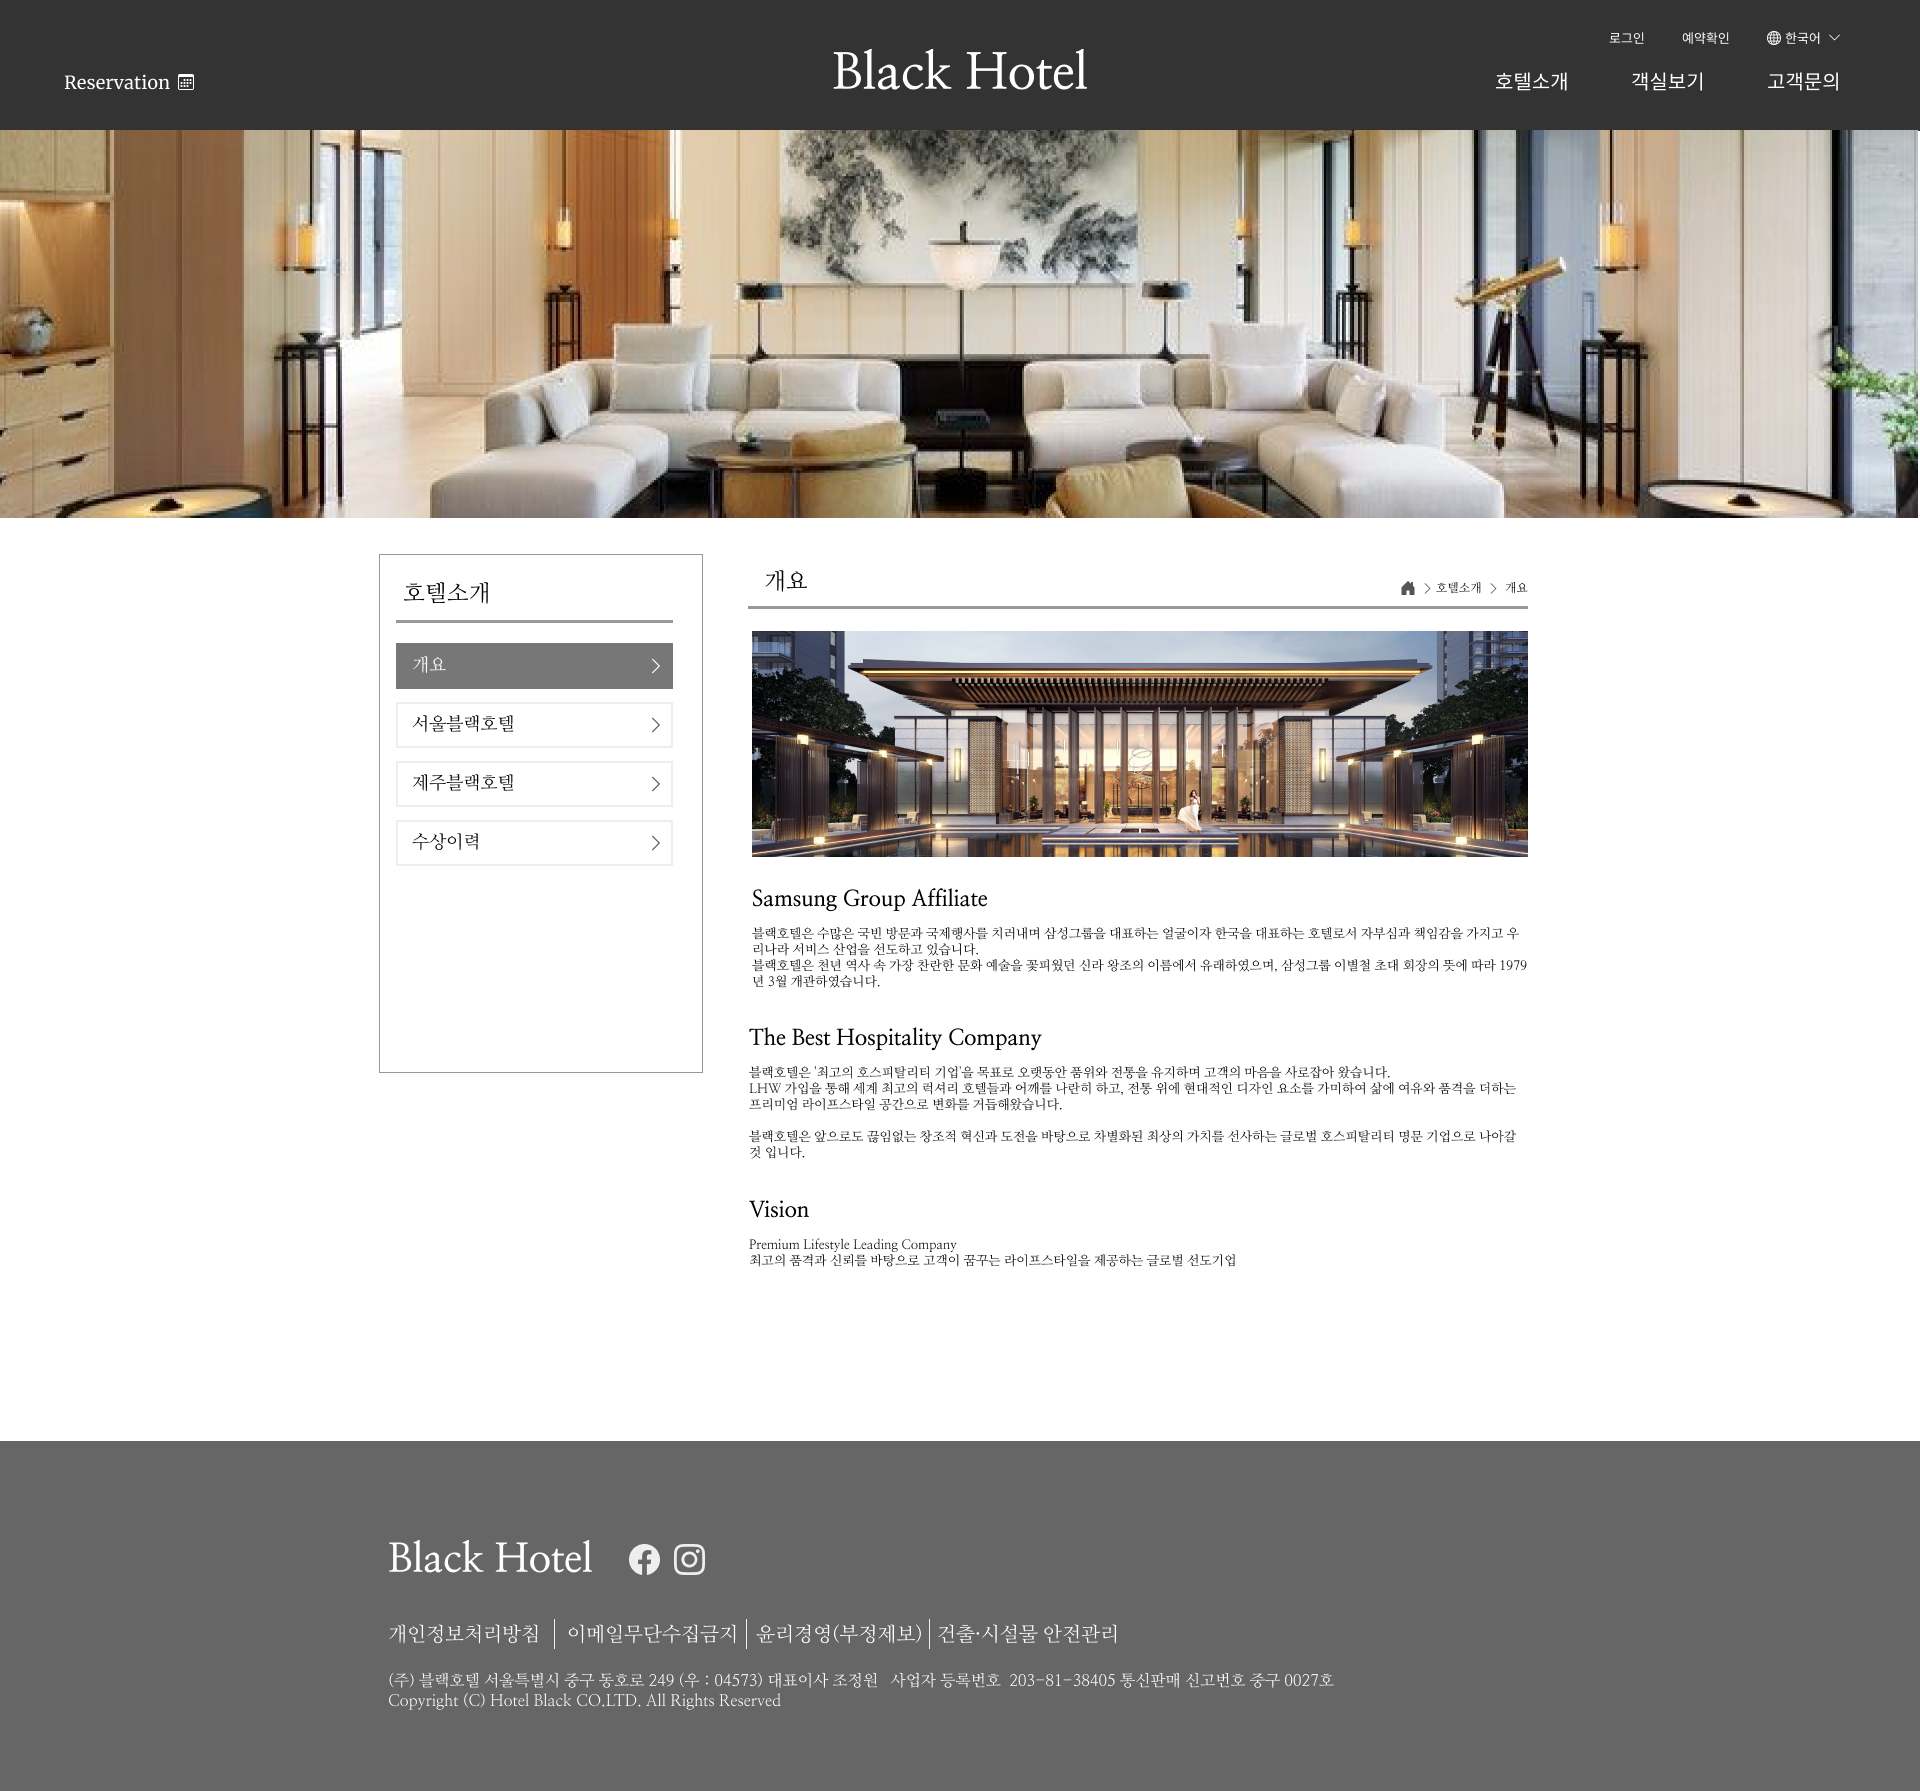 로그인 예약확인 한국어
Reservation Black Hotel 호텔소개 객실보기 고객문의
호텔소개
개요
서울블랙호텔
제주블랙호텔
수상이력
개요
호텔소개 개요
Samsung Group Affiliate
블랙호텔은 수많은 국빈 방문과 국제행사를 치러내며 삼성그룹을 대표하는 얼굴이자 한국을 대표하는 호텔로서 자부심과 책임감을 가지고 우
리나라 서비스 산업을 선도하고 있습니다.
블랙호텔은 천년 역사 속 가장 찬란한 문화 예술을 꽃피웠던 신라 왕조의 이름에서 유래하였으며, 삼성그룹 이별철 초대 회장의 뜻에 따라 1979
년 3월 개관하였습니다.
The Best Hospitality Company
블랙호텔은 '최고의 호스피탈리티 기업'을 목표로 오랫동안 품위와 전통을 유지하며 고객의 마음을 사로잡아 왔습니다.
LHW 가입을 통해 세계 최고의 럭셔리 호텔들과 어깨를 나란히 하고, 전통 위에 현대적인 디자인 요소를 가미하여 삶에 여유와 품격을 더하는
프리미엄 라이프스타일 공간으로 변화를 거듭해왔습니다.
블랙호텔은 앞으로도 끊임없는 창조적 혁신과 도전을 바탕으로 차별화된 최상의 가치를 선사하는 글로벌 호스피탈리티 명문 기업으로 나아갈
것 입니다.
Vision
Premium Lifestyle Leading Company
최고의 품격과 신뢰를 바탕으로 고객이 꿈꾸는 라이프스타일을 제공하는 글로벌 선도기업
Black Hotel
개인정보처리방침 이메일무단수집금지 윤리경영(부정제보) 건출·시설물 안전관리
(주) 블랙호텔 서울특별시 중구 동호로 249 (우 : 04573) 대표이사 조정원 사업자 등록번호 203-81-38405 통신판매 신고번호 중구 0027호
Copyright (C) Hotel Black CO.LTD. All Rights Reserved